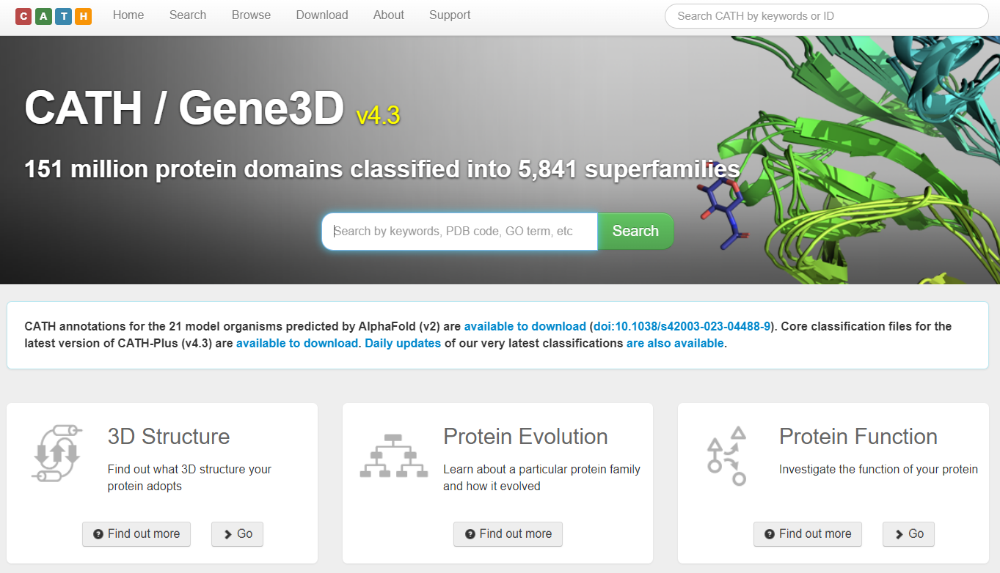 C A T H Home Search Browse Download About Support Search CATH by keywords or ID
CATH / Gene3D v4.3
151 million protein domains classified into 5,841 superfamilies
Search by keywords, PDB code, GO term, etc Search
CATH annotations for the 21 model organisms predicted by AlphaFold (v2) are available to download (doi:10.1038/s42003-023-04488-9). Core classification files for the
latest version of CATH-Plus (v4.3) are available to download. Daily updates of our very latest classifications are also available.
3D Structure
Find out what 3D structure your
protein adopts
Find out more Go
Protein Evolution
Learn about a particular protein family
and how it evolved
Find out more
Protein Function
Investigate the function of your protein
Find out more Go